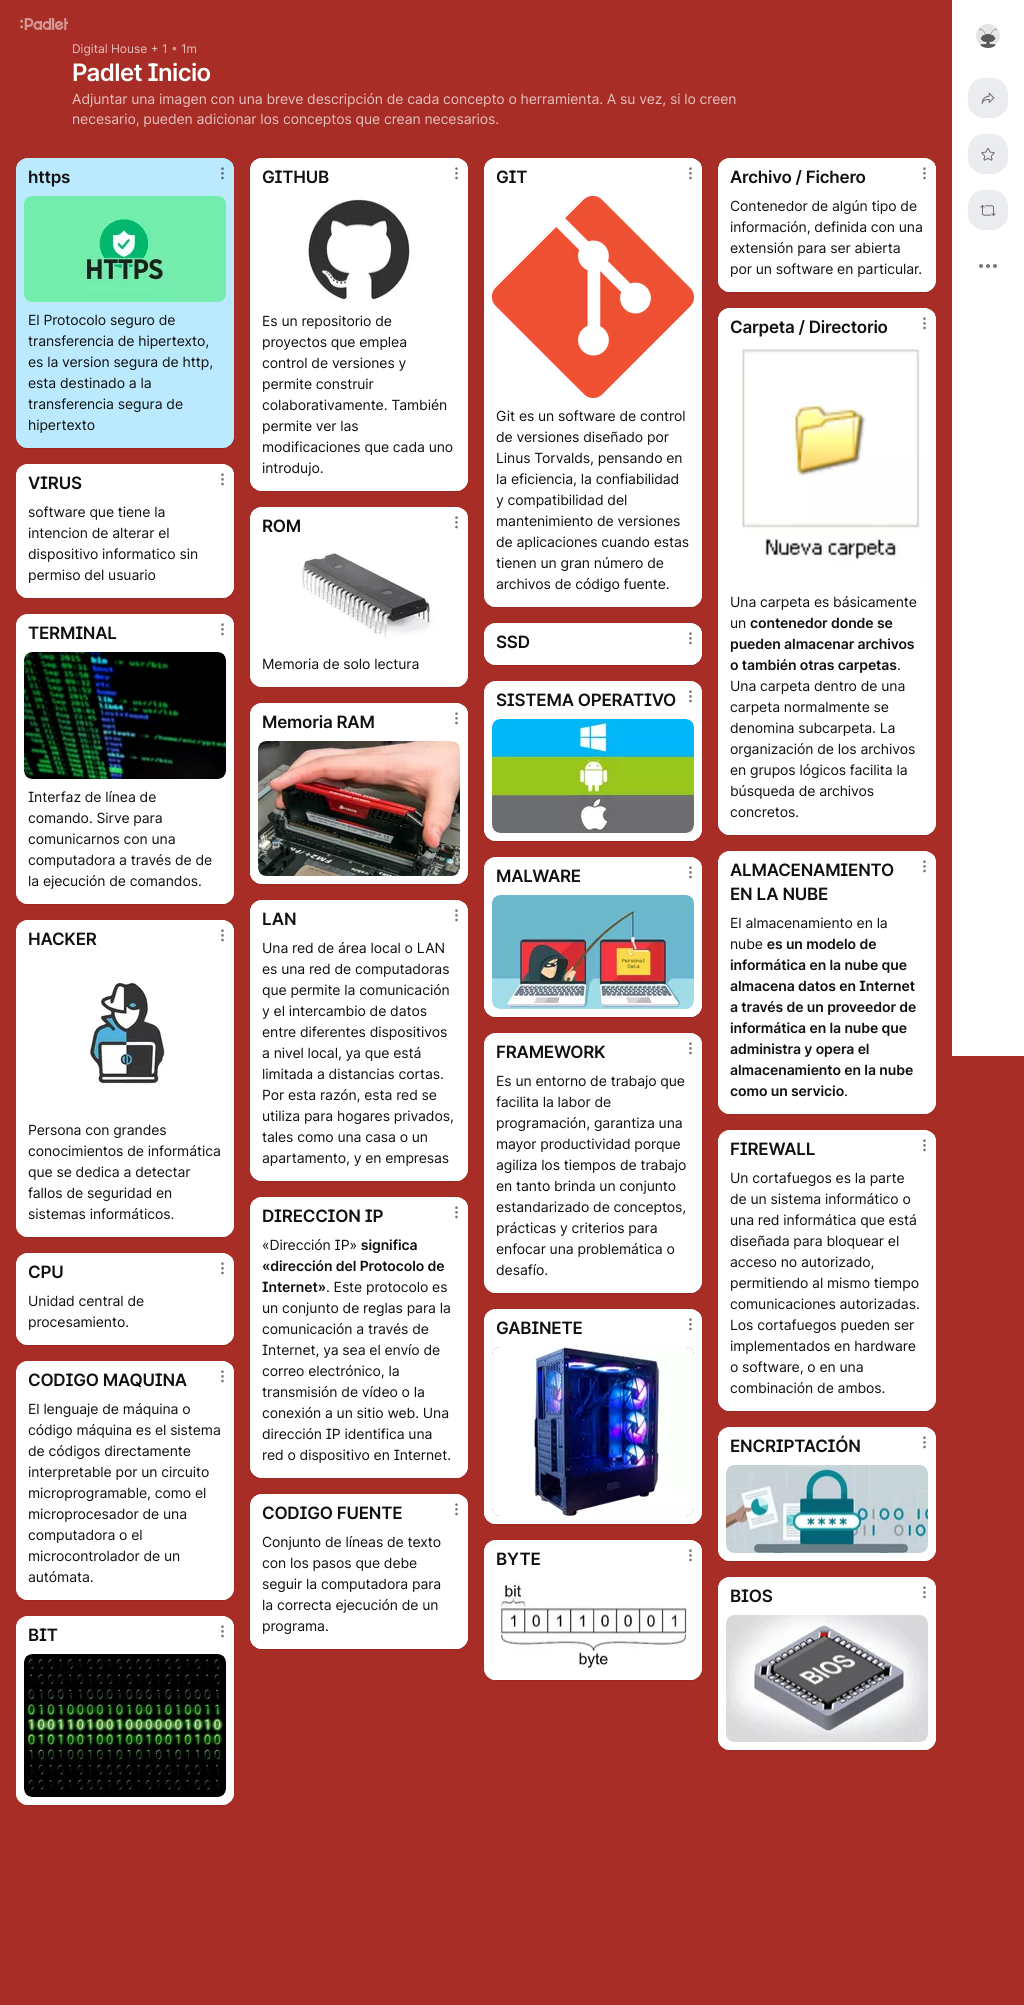 :Padlet
Digital House + 1 • 1m
Padlet Inicio
Adjuntar una imagen con una breve descripción de cada concepto o herramienta. A su vez, si lo creen
necesario, pueden adicionar los conceptos que crean necesarios.
https
HTTPS
El Protocolo seguro de
transferencia de hipertexto,
es la version segura de http,
esta destinado a la
transferencia segura de
hipertexto
VIRUS
software que tiene la
intencion de alterar el
dispositivo informatico sin
permiso del usuario
TERMINAL
Interfaz de línea de
comando. Sirve para
comunicarnos con una
computadora a través de de
la ejecución de comandos.
HACKER
Persona con grandes
conocimientos de informática
que se dedica a detectar
fallos de seguridad en
sistemas informáticos.
CPU
Unidad central de
procesamiento.
CODIGO MAQUINA
El lenguaje de máquina o
código máquina es el sistema
de códigos directamente
interpretable por un circuito
microprogramable, como el
microprocesador de una
computadora o el
microcontrolador de un
autómata.
BIT
GITHUB
Es un repositorio de
proyectos que emplea
control de versiones y
permite construir
colaborativamente. También
permite ver las
modificaciones que cada uno
introdujo.
ROM
Memoria de solo lectura
Memoria RAM
LAN
Una red de área local o LAN
es una red de computadoras
que permite la comunicación
y el intercambio de datos
entre diferentes dispositivos
a nivel local, ya que está
limitada a distancias cortas.
Por esta razón, esta red se
utiliza para hogares privados,
tales como una casa o un
apartamento, y en empresas
DIRECCION IP
«Dirección IP» significa
«dirección del Protocolo de
Internet». Este protocolo es
un conjunto de reglas para la
comunicación a través de
Internet, ya sea el envío de
correo electrónico, la
transmisión de vídeo o la
conexión a un sitio web. Una
dirección IP identifica una
red o dispositivo en Internet.
CODIGO FUENTE
Conjunto de líneas de texto
con los pasos que debe
seguir la computadora para
la correcta ejecución de un
programa.
GIT
Git es un software de control
de versiones diseñado por
Linus Torvalds, pensando en
la eficiencia, la confiabilidad
y compatibilidad del
mantenimiento de versiones
de aplicaciones cuando estas
tienen un gran número de
archivos de código fuente.
SSD
SISTEMA OPERATIVO
MALWARE
Personal
Data
FRAMEWORK
Es un entorno de trabajo que
facilita la labor de
programación, garantiza una
mayor productividad porque
agiliza los tiempos de trabajo
en tanto brinda un conjunto
estandarizado de conceptos,
prácticas y criterios para
enfocar una problemática o
desafío.
GABINETE
BYTE
bit
1 0 1 1 0 0 0 1
byte
Archivo / Fichero
Contenedor de algún tipo de
información, definida con una
extensión para ser abierta
por un software en particular.
Carpeta / Directorio
Nueva carpeta
Una carpeta es básicamente
un contenedor donde se
pueden almacenar archivos
o también otras carpetas.
Una carpeta dentro de una
carpeta normalmente se
denomina subcarpeta. La
organización de los archivos
en grupos lógicos facilita la
búsqueda de archivos
concretos.
ALMACENAMIENTO
EN LA NUBE
El almacenamiento en la
nube es un modelo de
informática en la nube que
almacena datos en Internet
a través de un proveedor de
informática en la nube que
administra y opera el
almacenamiento en la nube
como un servicio.
FIREWALL
Un cortafuegos es la parte
de un sistema informático o
una red informática que está
diseñada para bloquear el
acceso no autorizado,
permitiendo al mismo tiempo
comunicaciones autorizadas.
Los cortafuegos pueden ser
implementados en hardware
o software, o en una
combinación de ambos.
ENCRIPTACIÓN
****
BIOS
BIOS